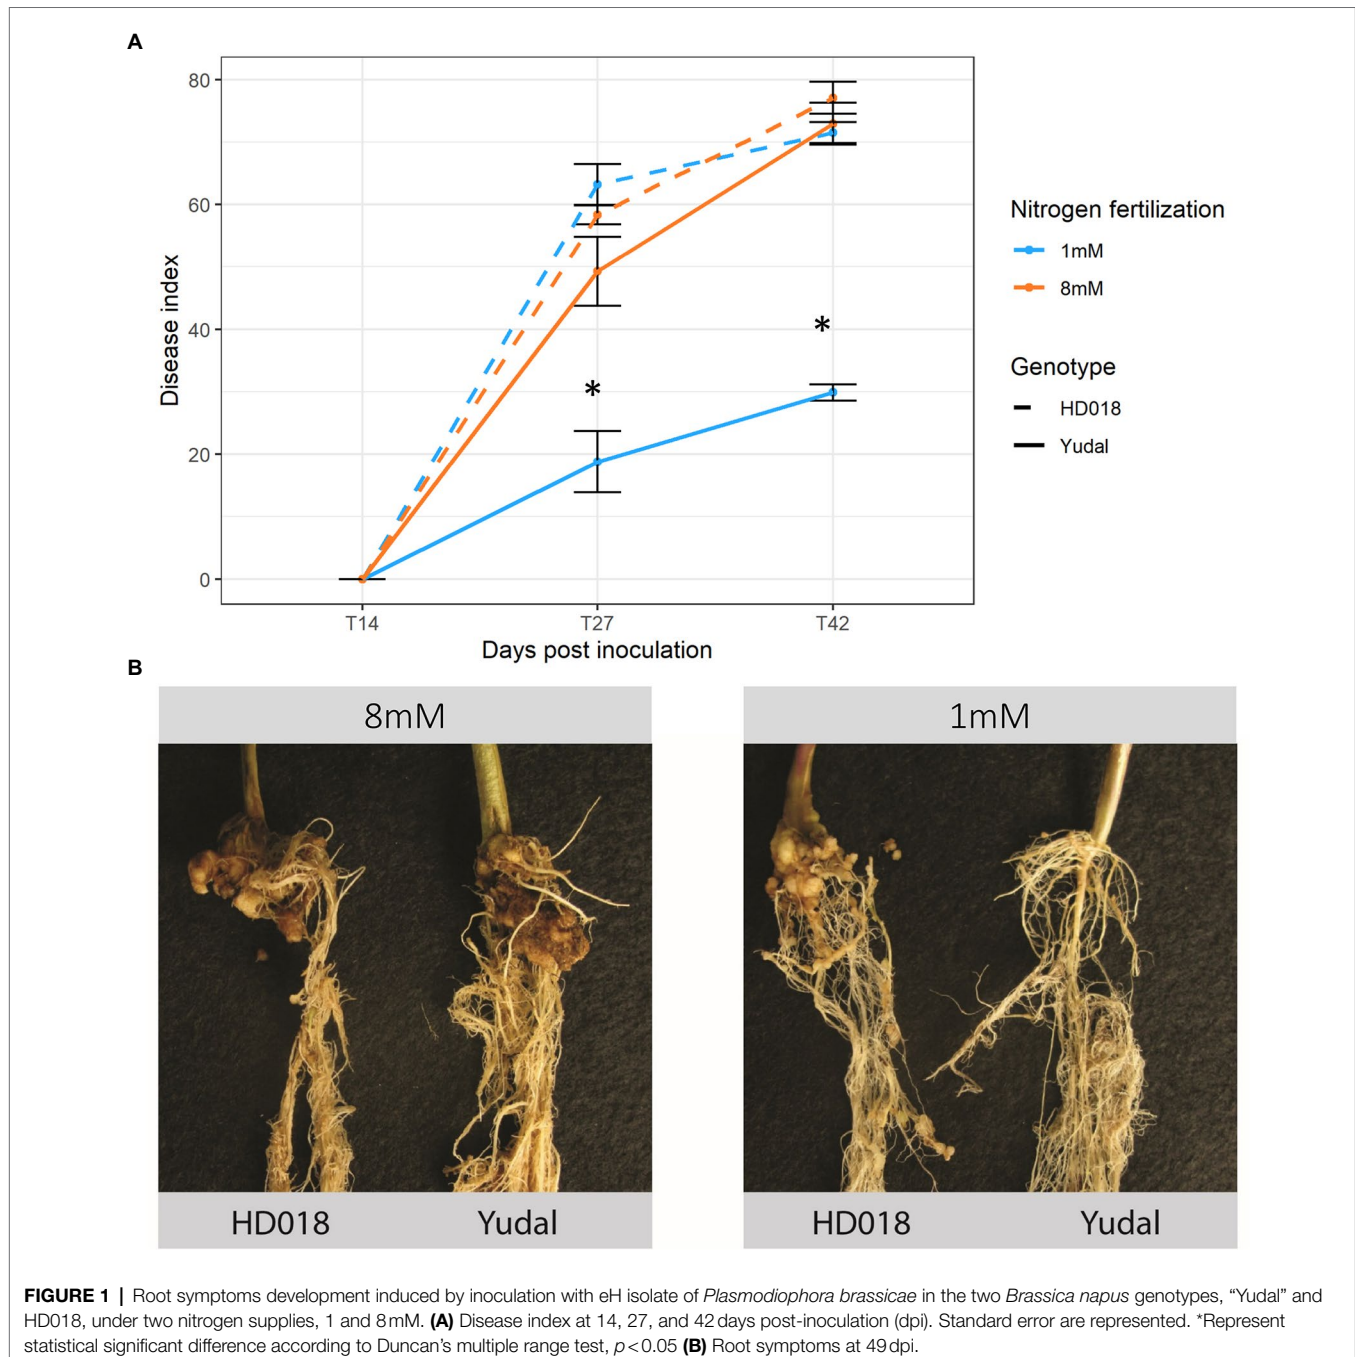 A
80
60
40
20
0
*
*
Disease index
T14
T27
T42
Days post inoculation
Nitrogen fertilization
1mM
8mM
Genotype
HD018
Yudal
B
8mM
1mM
HD018
Yudal
HD018
Yudal
FIGURE 1 | Root symptoms development induced by inoculation with eH isolate of Plasmodiophora brassicae in the two Brassica napus genotypes, “Yudal” and
HD018, under two nitrogen supplies, 1 and 8 mM. (A) Disease index at 14, 27, and 42 days post-inoculation (dpi). Standard error are represented. *Represent
statistical significant difference according to Duncan’s multiple range test, p < 0.05 (B) Root symptoms at 49 dpi.